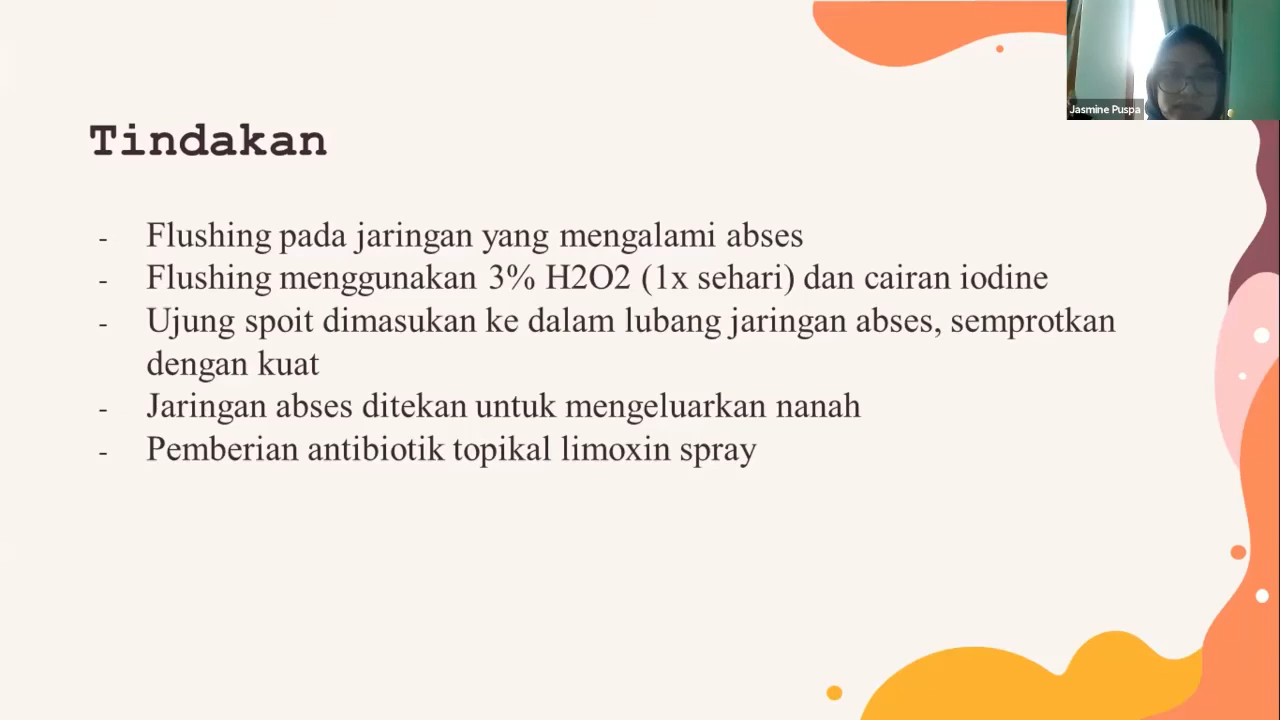 Jasmine Puspa
Tindakan
- Flushing pada jaringan yang mengalami abses
- Flushing menggunakan 3% H2O2 (1x sehari) dan cairan iodine
- Ujung spoit dimasukan ke dalam lubang jaringan abses, semprotkan
dengan kuat
- Jaringan abses ditekan untuk mengeluarkan nanah
- Pemberian antibiotik topikal limoxin spray